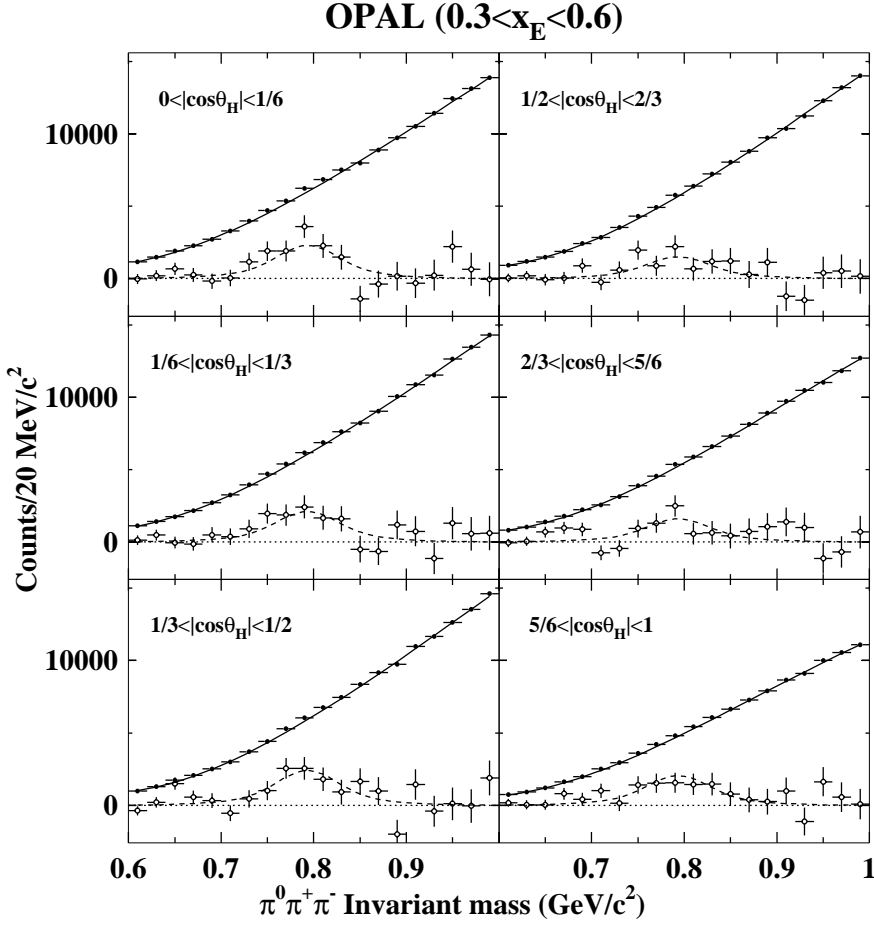 OPAL (0.3<x_E<0.6)
0<|cosθ_H|<1/6
1/2<|cosθ_H|<2/3
10000
0
1/6<|cosθ_H|<1/3
2/3<|cosθ_H|<5/6
10000
0
1/3<|cosθ_H|<1/2
5/6<|cosθ_H|<1
10000
0
Counts/20 MeV/c²
0.6 0.7 0.8 0.9 0.7 0.8 0.9 1
π⁰π⁺π⁻ Invariant mass (GeV/c²)